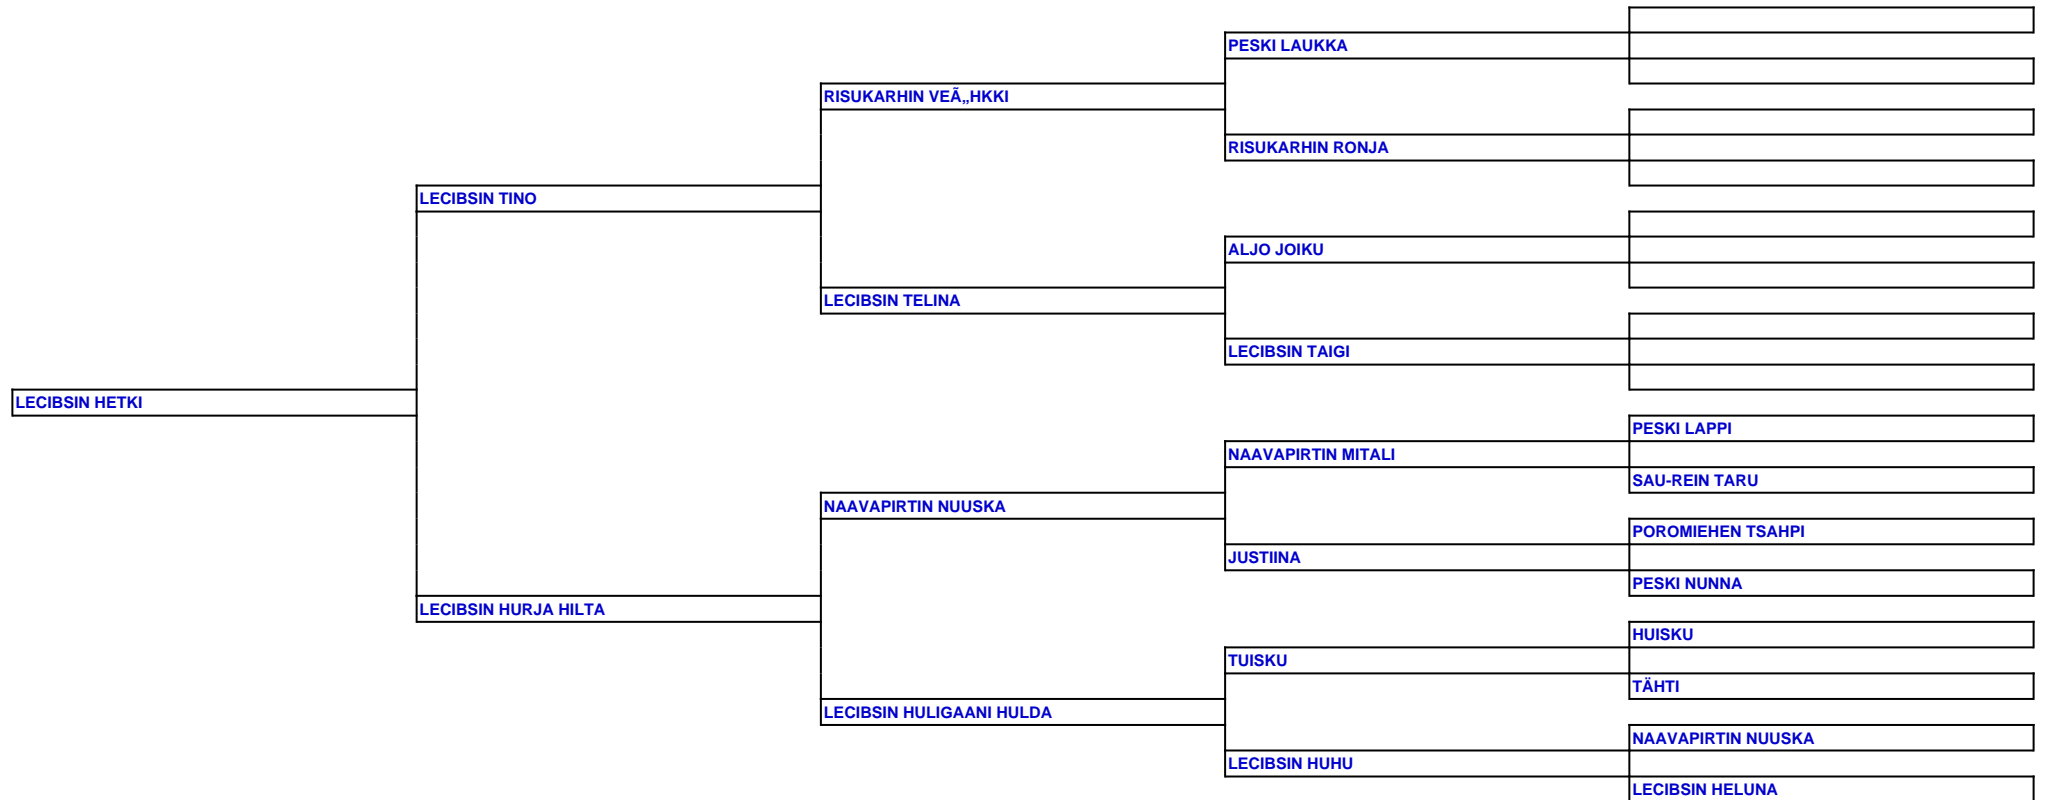 PESKI LAUKKA
RISUKARHIN VEÃ„HKKI
RISUKARHIN RONJA
LECIBSIN TINO
ALJO JOIKU
LECIBSIN TELINA
LECIBSIN TAIGI
LECIBSIN HETKI
PESKI LAPPI
NAAVAPIRTIN MITALI
SAU-REIN TARU
NAAVAPIRTIN NUUSKA
POROMIEHEN TSAHPI
JUSTIINA
PESKI NUNNA
LECIBSIN HURJA HILTA
HUISKU
TUISKU
TÄHTI
LECIBSIN HULIGAANI HULDA
NAAVAPIRTIN NUUSKA
LECIBSIN HUHU
LECIBSIN HELUNA